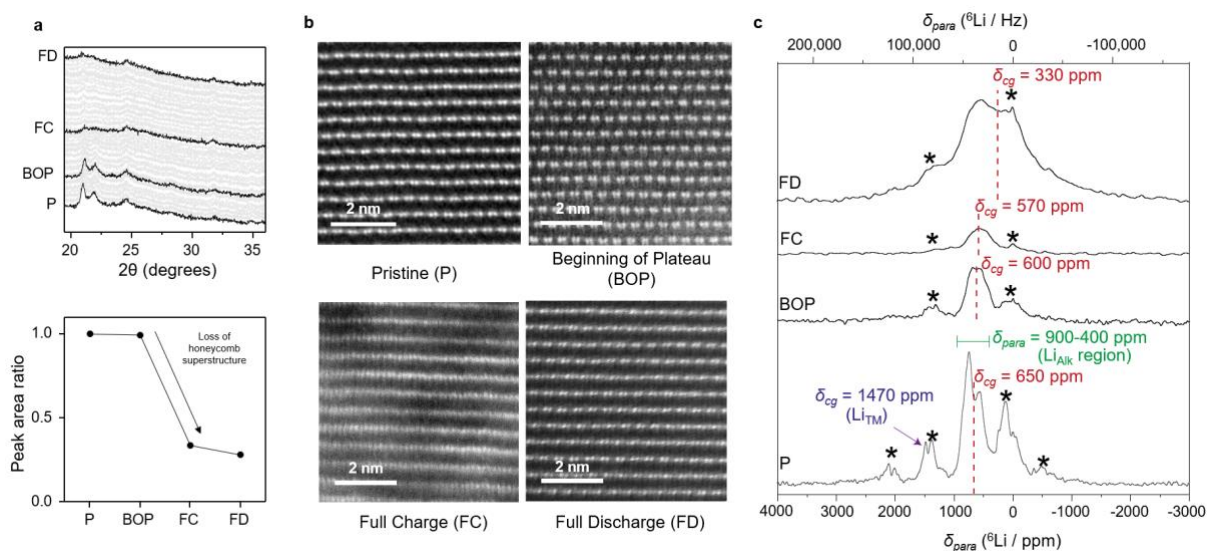 a
FD
FC
BOP
P
20 25 30 35
2θ (degrees)
1.0
0.5
0.0
Peak area ratio
Loss of
honeycomb
superstructure
P BOP FC FD
b
2 nm
Pristine (P)
2 nm
Beginning of Plateau
(BOP)
2 nm
Full Charge (FC)
2 nm
Full Discharge (FD)
c
δpara (⁶Li / Hz)
200,000 100,000 0 -100,000
δcg = 330 ppm
*
*
FD
δcg = 570 ppm
FC
*
*
δcg = 600 ppm
BOP
*
*
δpara = 900-400 ppm
(LiAlk region)
δcg = 650 ppm
δcg = 1470 ppm
(LiTM)
*
*
*
*
P
4000 3000 2000 1000 0 -1000 -2000 -3000
δpara (⁶Li / ppm)